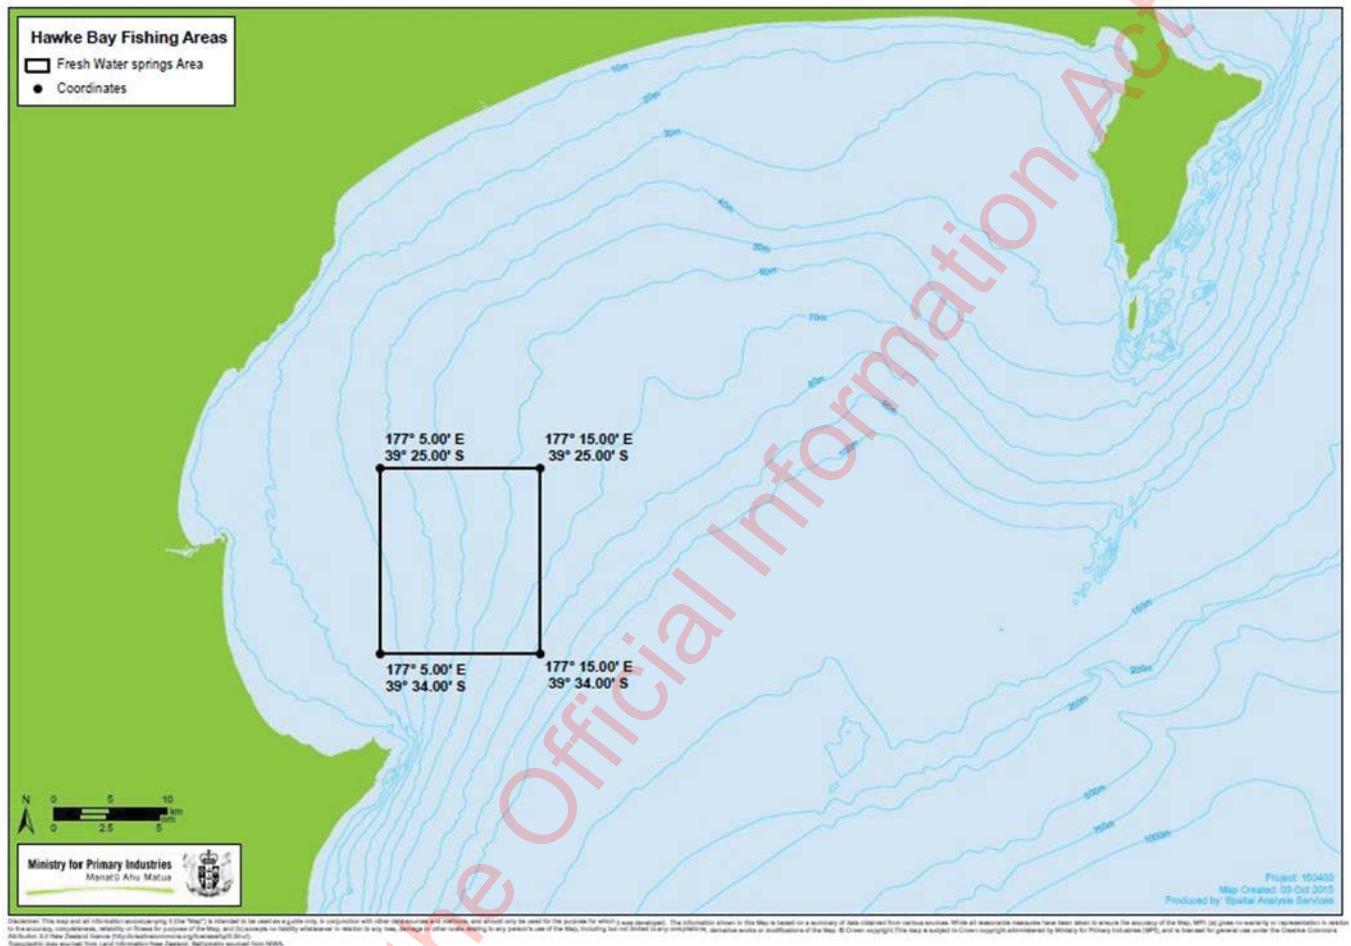 Hawke Bay Fishing Areas
Fresh Water springs Area
Coordinates
10m
20m
30m
40m
50m
60m
70m
80m
90m
100m
177° 5.00' E
39° 25.00' S
177° 15.00' E
39° 25.00' S
177° 5.00' E
39° 34.00' S
177° 15.00' E
39° 34.00' S
150m
200m
250m
500m
750m
1000m
N
0 5 10
km
nm
0 2.5 5
Ministry for Primary Industries
Manatū Ahu Matua
Project: 150409
Map Created: 09 Oct 2015
Produced by: Spatial Analysis Services
the Official Information Act